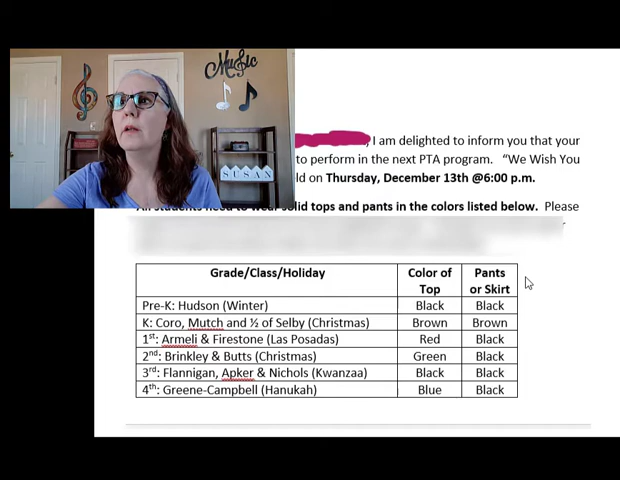 Music
SUSAN
, I am delighted to inform you that your
to perform in the next PTA program. "We Wish You
ld on Thursday, December 13th @6:00 p.m.
All students need to wear solid tops and pants in the colors listed below. Please
Grade/Class/Holiday Color of Top Pants or Skirt
Pre-K: Hudson (Winter) Black Black
K: Coro, Mutch and ½ of Selby (Christmas) Brown Brown
1st: Armeli & Firestone (Las Posadas) Red Black
2nd: Brinkley & Butts (Christmas) Green Black
3rd: Flannigan, Apker & Nichols (Kwanzaa) Black Black
4th: Greene-Campbell (Hanukah) Blue Black